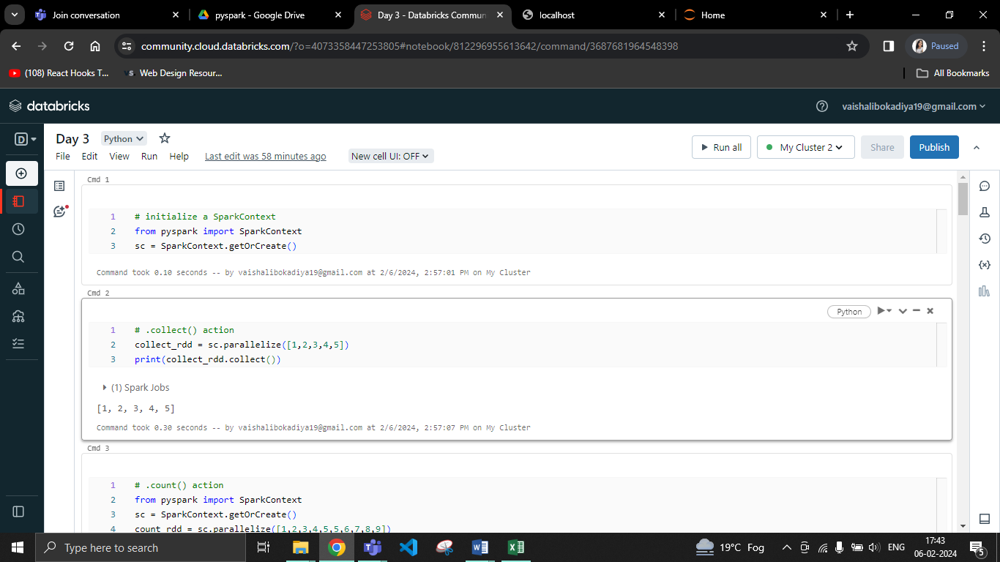 Join conversation
pyspark - Google Drive
Day 3 - Databricks Commun
localhost
Home
community.cloud.databricks.com/?o=4073358447253805#notebook/812296955613642/command/3687681964548398
Paused
(108) React Hooks T...
VS Web Design Resour...
All Bookmarks
databricks
vaishalibokadiya19@gmail.com
D
Day 3
Python
File Edit View Run Help Last edit was 58 minutes ago New cell UI: OFF
Run all
My Cluster 2
Share
Publish
Cmd 1
1 # initialize a SparkContext
2 from pyspark import SparkContext
3 sc = SparkContext.getOrCreate()
Command took 0.10 seconds -- by vaishalibokadiya19@gmail.com at 2/6/2024, 2:57:01 PM on My Cluster
Cmd 2
Python
1 # .collect() action
2 collect_rdd = sc.parallelize([1,2,3,4,5])
3 print(collect_rdd.collect())
(1) Spark Jobs
[1, 2, 3, 4, 5]
Command took 0.30 seconds -- by vaishalibokadiya19@gmail.com at 2/6/2024, 2:57:07 PM on My Cluster
Cmd 3
1 # .count() action
2 from pyspark import SparkContext
3 sc = SparkContext.getOrCreate()
4 count_rdd = sc.parallelize([1,2,3,4,5,5,6,7,8,9])
Type here to search
19°C Fog
ENG
17:43
06-02-2024
5